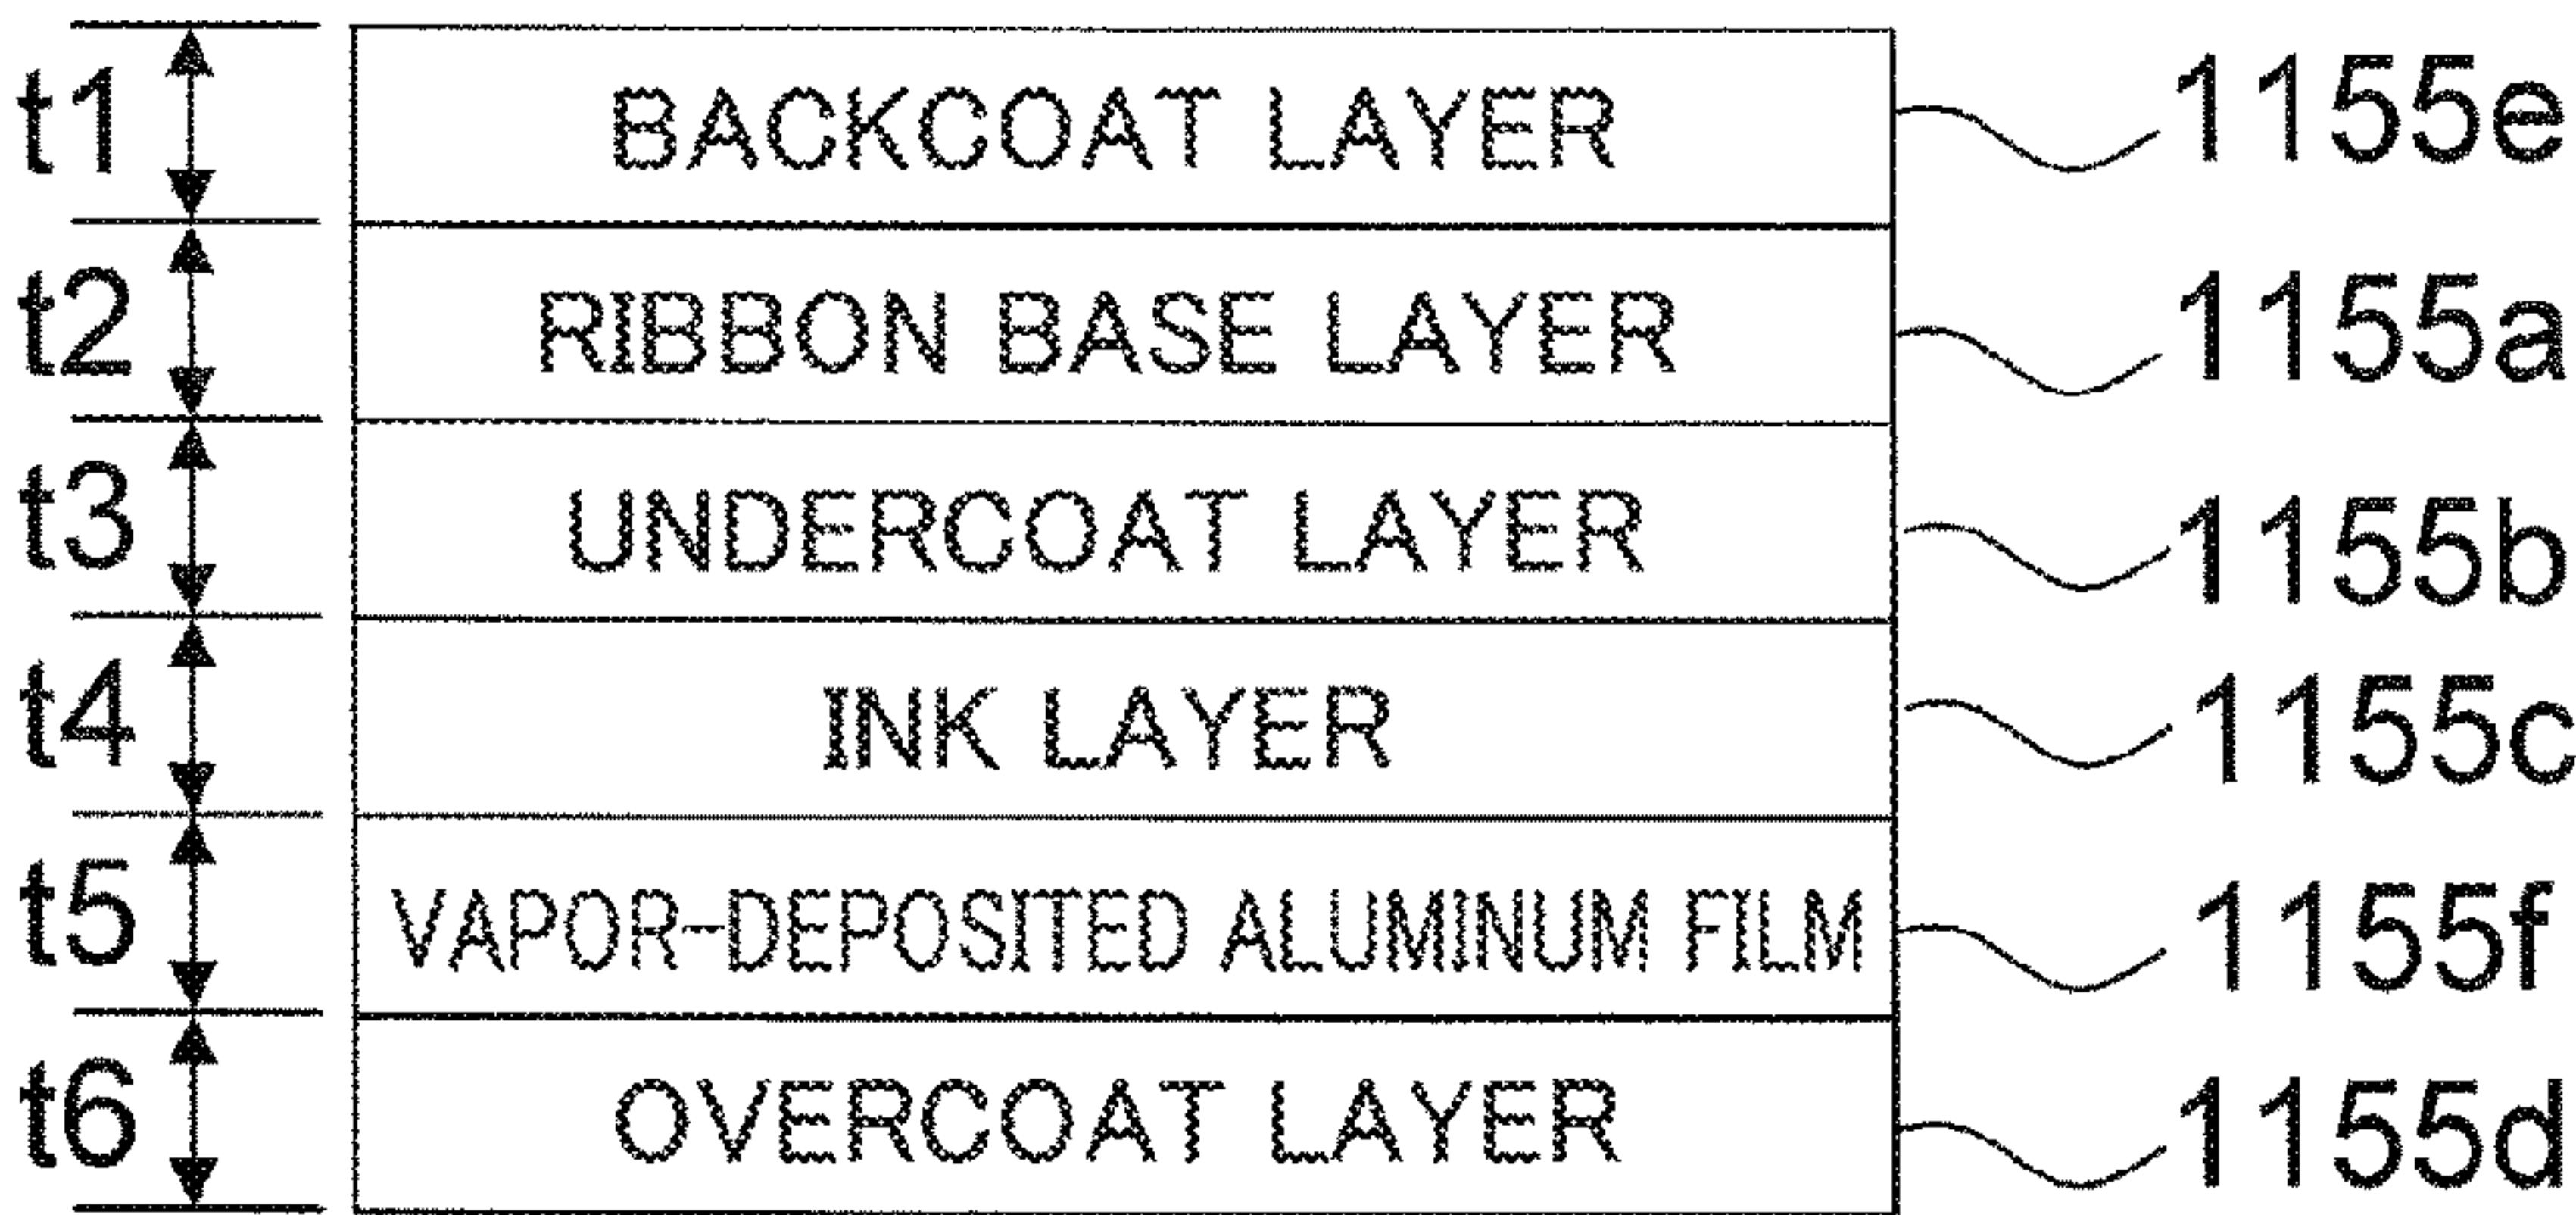 t1 BACKCOAT LAYER 1155e
t2 RIBBON BASE LAYER 1155a
t3 UNDERCOAT LAYER 1155b
t4 INK LAYER 1155c
t5 VAPOR-DEPOSITED ALUMINUM FILM 1155f
t6 OVERCOAT LAYER 1155d